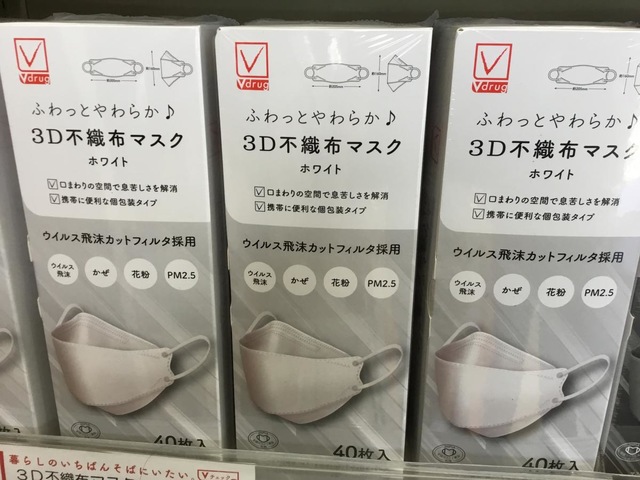 V drug
ふわっとやわらか♪
3D不織布マスク
ホワイト
口まわりの空間で息苦しさを解消
携帯に便利な個包装タイプ
ウイルス飛沫カットフィルタ採用
ウイルス飛沫
かぜ
花粉
PM2.5
40枚入
V drug
ふわっとやわらか♪
3D不織布マスク
ホワイト
口まわりの空間で息苦しさを解消
携帯に便利な個包装タイプ
ウイルス飛沫カットフィルタ採用
ウイルス飛沫
かぜ
花粉
PM2.5
40枚入
V drug
ふわっとやわらか♪
3D不織布マスク
ホワイト
口まわりの空間で息苦しさを解消
携帯に便利な個包装タイプ
ウイルス飛沫カットフィルタ採用
ウイルス飛沫
かぜ
花粉
PM2.5
40枚入
暮らしのいちばんそばにいたい。
3D不織布マスク